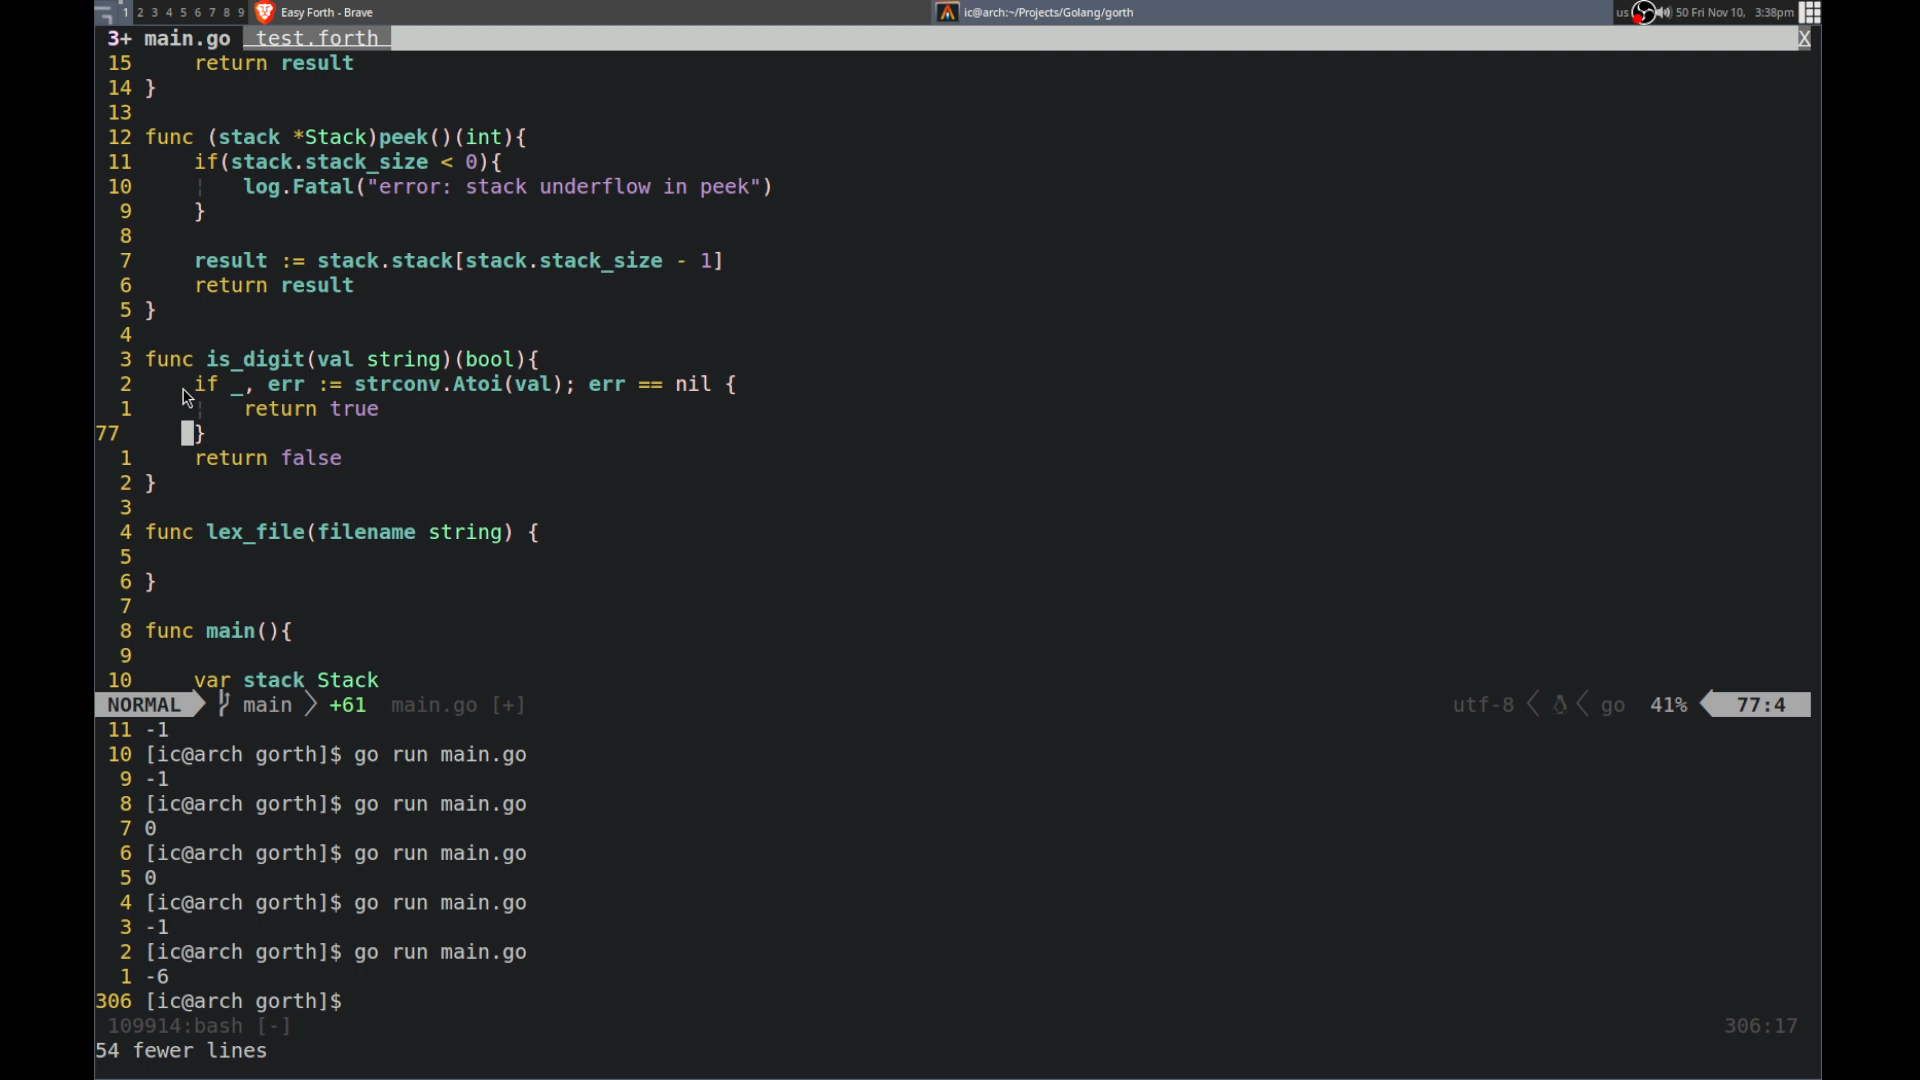 1 2 3 4 5 6 7 8 9 Easy Forth - Brave ic@arch:~/Projects/Golang/gorth us 50 Fri Nov 10, 3:38pm
3+ main.go test.forth X
15 return result
14 }
13
12 func (stack *Stack)peek()(int){
11 if(stack.stack_size < 0){
10 ¦ log.Fatal("error: stack underflow in peek")
9 }
8
7 result := stack.stack[stack.stack_size - 1]
6 return result
5 }
4
3 func is_digit(val string)(bool){
2 if _, err := strconv.Atoi(val); err == nil {
1 ¦ return true
77 }
1 return false
2 }
3
4 func lex_file(filename string) {
5
6 }
7
8 func main(){
9
10 var stack Stack
NORMAL main +61 main.go [+] utf-8 go 41% 77:4
11 -1
10 [ic@arch gorth]$ go run main.go
9 -1
8 [ic@arch gorth]$ go run main.go
7 0
6 [ic@arch gorth]$ go run main.go
5 0
4 [ic@arch gorth]$ go run main.go
3 -1
2 [ic@arch gorth]$ go run main.go
1 -6
306 [ic@arch gorth]$
109914:bash [-] 306:17
54 fewer lines